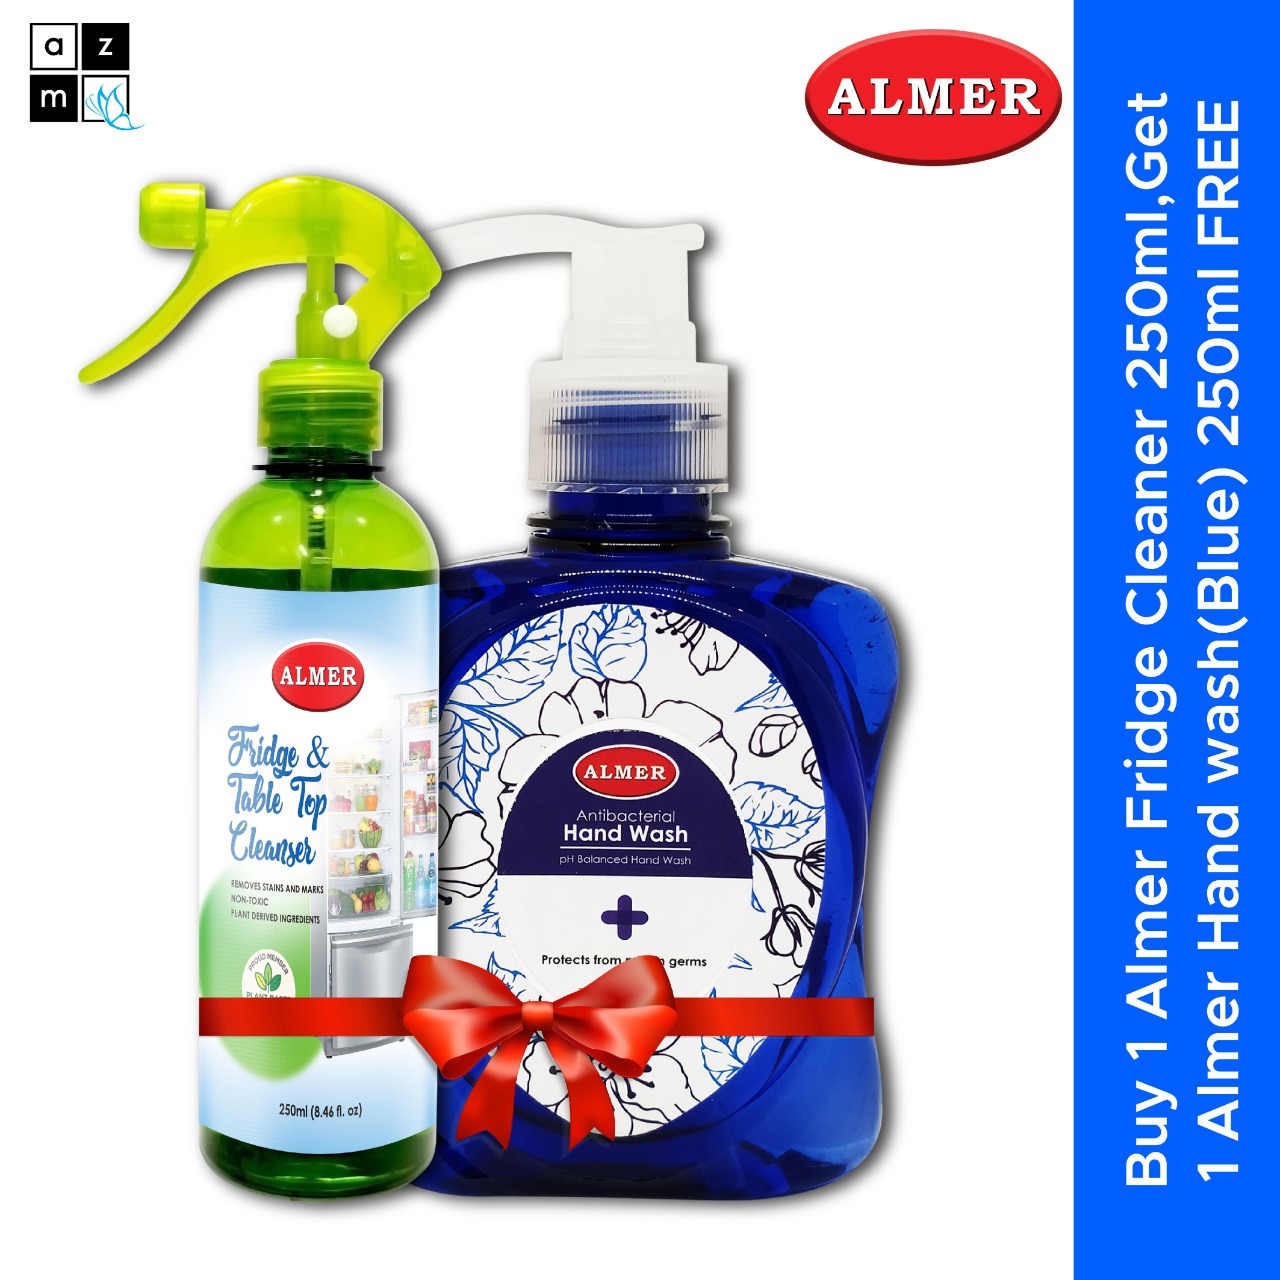 a z
m
ALMER
Buy 1 Almer Fridge Cleaner 250ml,Get
1 Almer Hand wash(Blue) 250ml FREE
ALMER
Fridge &
Table Top
Cleanser
REMOVES STAINS AND MARKS
NON-TOXIC
PLANT DERIVED INGREDIENTS
PROUD MEMBER
250ml (8.46 fl. oz)
ALMER
Antibacterial
Hand Wash
pH Balanced Hand Wash
Protects from germs